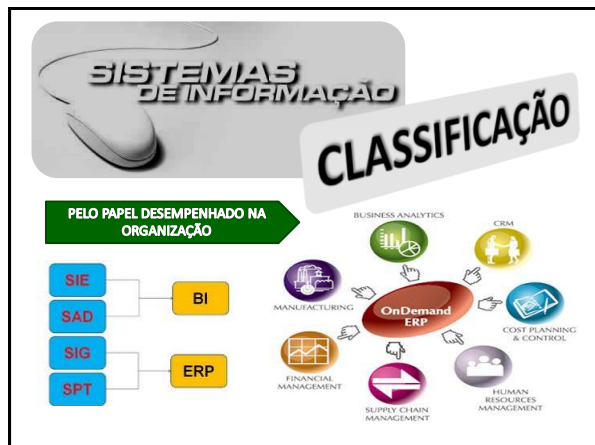 SISTEMAS
DE INFORMAÇÃO
CLASSIFICAÇÃO
PELO PAPEL DESEMPENHADO NA
ORGANIZAÇÃO
SIE
SAD
BI
SIG
SPT
ERP
BUSINESS ANALYTICS
CRM
MANUFACTURING
OnDemand
ERP
COST PLANNING
& CONTROL
FINANCIAL
MANAGEMENT
SUPPLY CHAIN
MANAGEMENT
HUMAN
RESOURCES
MANAGEMENT